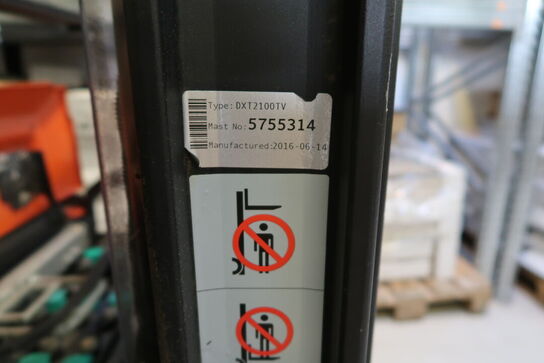 Type: DXT2100TV
Mast No: 5755314
Manufactured: 2016-06-14